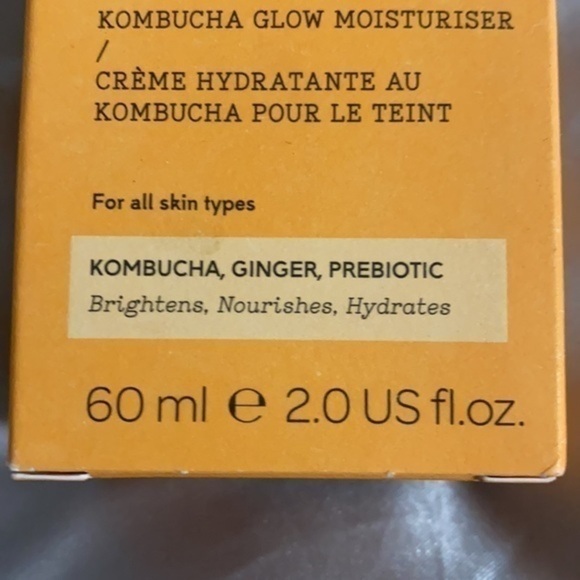 KOMBUCHA GLOW MOISTURISER
/
CRÈME HYDRATANTE AU
KOMBUCHA POUR LE TEINT
For all skin types
KOMBUCHA, GINGER, PREBIOTIC
Brightens, Nourishes, Hydrates
60 ml ℮ 2.0 US fl.oz.